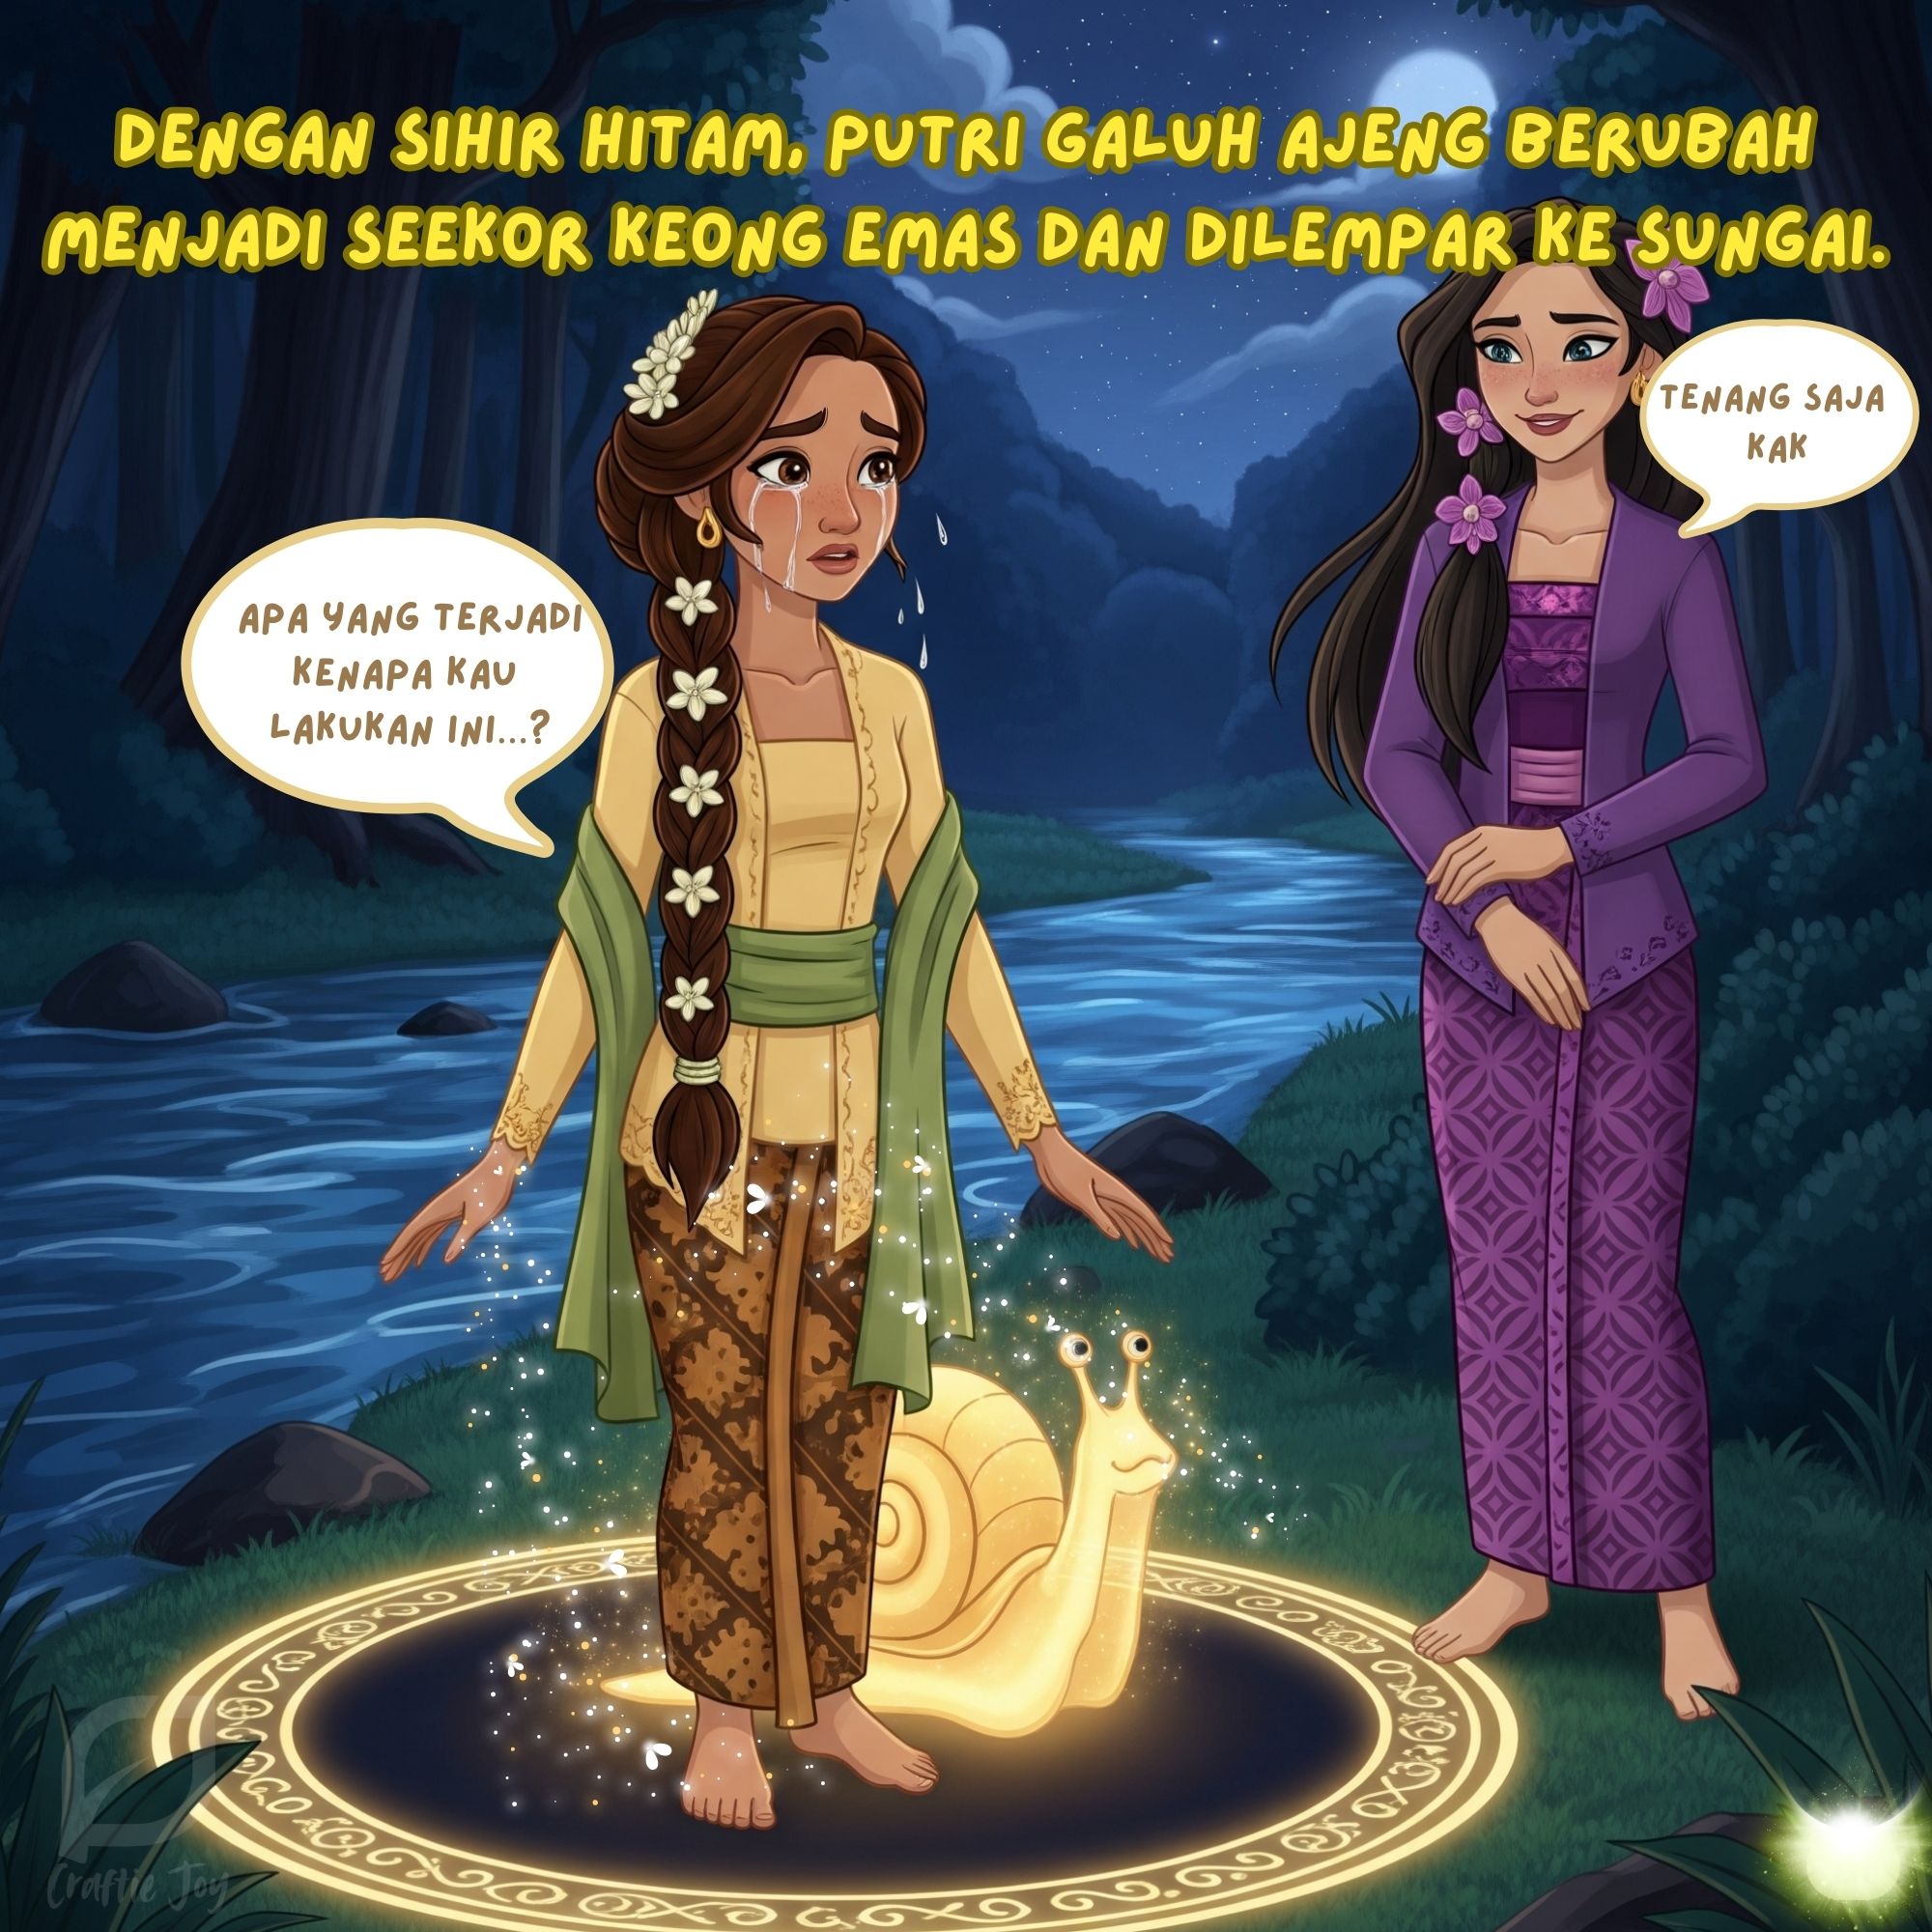 DENGAN SIHIR HITAM, PUTRI GALUH AJENG BERUBAH
MENJADI SEEKOR KEONG EMAS DAN DILEMPAR KE SUNGAI.
TENANG SAJA
KAK
APA YANG TERJADI
KENAPA KAU
LAKUKAN INI...?
Craftie Joy